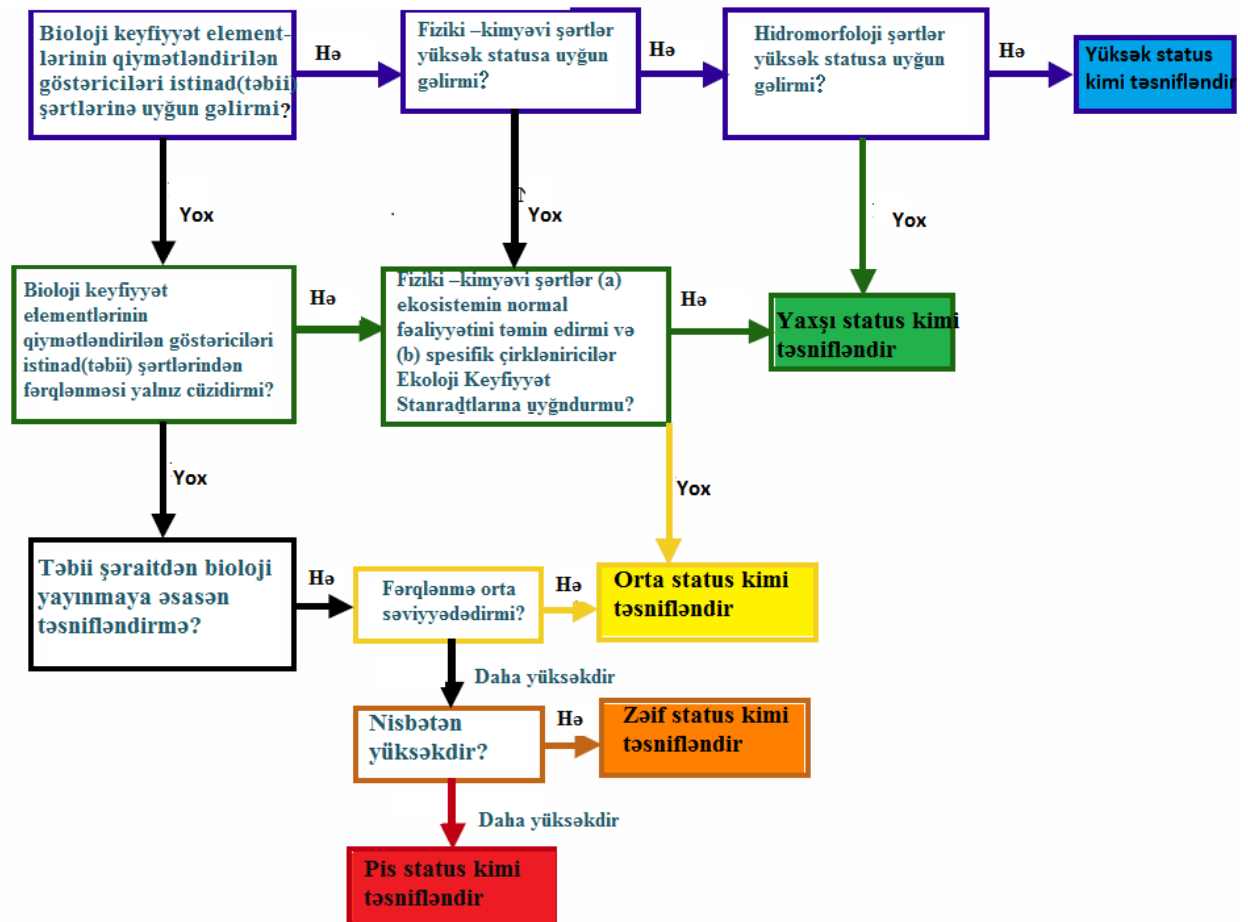 Bioloji keyfiyyət element-
lərinin qiymətləndirilən
göstəriciləri istinad(təbii)
şərtlərinə uyğun gəlirmi?
Hə
Fiziki –kimyəvi şərtlər
yüksək statusa uyğun
gəlirmi?
Hə
Hidromorfoloji şərtlər
yüksək statusa uyğun
gəlirmi?
Hə
Yüksək status
kimi təsnifləndir
Yox
Yox
Yox
Bioloji keyfiyyət
elementlərinin
qiymətləndirilən göstəriciləri
istinad(təbii) şərtlərindən
fərqlənməsi yalnız cüzidirmi?
Hə
Fiziki –kimyəvi şərtlər (a)
ekosistemin normal
fəaliyyətini təmin edirmi və
(b) spesifik çirkləniricilər
Ekoloji Keyfiyyət
Stanradtlarına uyğndurmu?
Hə
Yaxşı status kimi
təsnifləndir
Yox
Yox
Təbii şəraitdən bioloji
yayınmaya əsasən
təsnifləndirmə?
Hə
Fərqlənmə orta
səviyyədədirmi?
Hə
Orta status kimi
təsnifləndir
Daha yüksəkdir
Nisbətən
yüksəkdir?
Hə
Zəif status kimi
təsnifləndir
Daha yüksəkdir
Pis status kimi
təsnifləndir